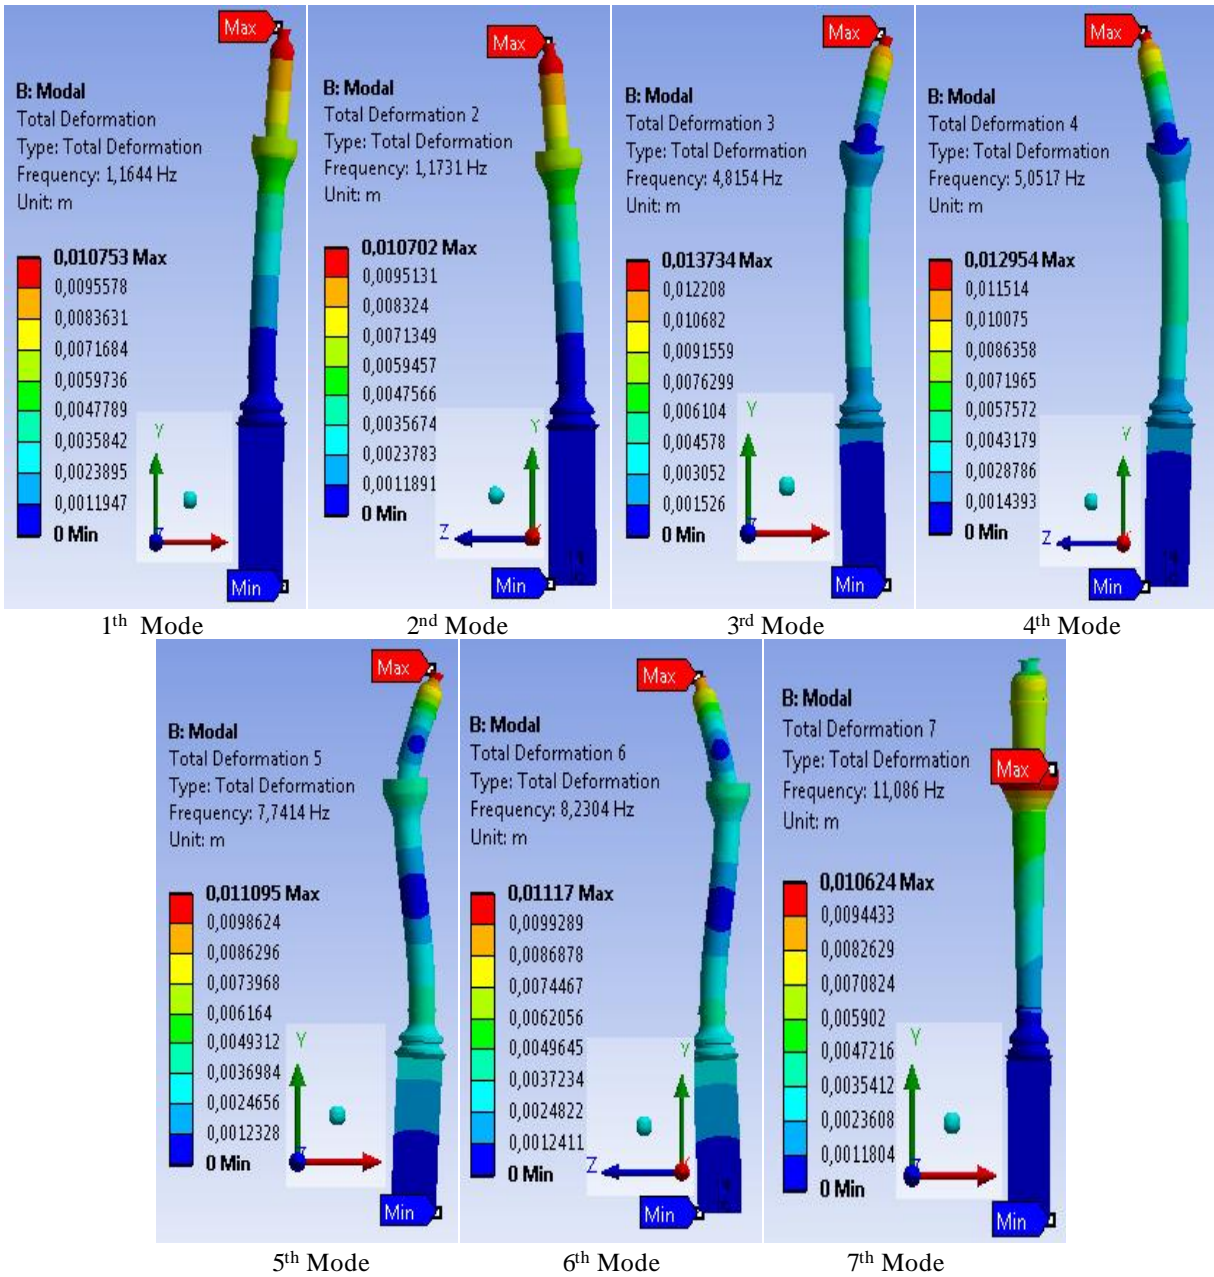 Max
B: Modal
Total Deformation
Type: Total Deformation
Frequency: 1,1644 Hz
Unit: m
0,010753 Max
0,0095578
0,0083631
0,0071684
0,0059736
0,0047789
0,0035842
0,0023895
0,0011947
0 Min
Y
Z
Min
1th Mode
Max
B: Modal
Total Deformation 2
Type: Total Deformation
Frequency: 1,1731 Hz
Unit: m
0,010702 Max
0,0095131
0,008324
0,0071349
0,0059457
0,0047566
0,0035674
0,0023783
0,0011891
0 Min
Y
Z
Min
2nd Mode
Max
B: Modal
Total Deformation 3
Type: Total Deformation
Frequency: 4,8154 Hz
Unit: m
0,013734 Max
0,012208
0,010682
0,0091559
0,0076299
0,006104
0,004578
0,003052
0,001526
0 Min
Y
Z
3rd Mode
Max
B: Modal
Total Deformation 4
Type: Total Deformation
Frequency: 5,0517 Hz
Unit: m
0,012954 Max
0,011514
0,010075
0,0086358
0,0071965
0,0057572
0,0043179
0,0028786
0,0014393
0 Min
Y
Z
4th Mode
Max
B: Modal
Total Deformation 5
Type: Total Deformation
Frequency: 7,7414 Hz
Unit: m
0,011095 Max
0,0098624
0,0086296
0,0073968
0,006164
0,0049312
0,0036984
0,0024656
0,0012328
0 Min
Y
Z
Min
5th Mode
Max
B: Modal
Total Deformation 6
Type: Total Deformation
Frequency: 8,2304 Hz
Unit: m
0,01117 Max
0,0099289
0,0086878
0,0074467
0,0062056
0,0049645
0,0037234
0,0024822
0,0012411
0 Min
Y
Z
Min
6th Mode
B: Modal
Total Deformation 7
Type: Total Deformation
Frequency: 11,086 Hz
Unit: m
Max
0,010624 Max
0,0094433
0,0082629
0,0070824
0,005902
0,0047216
0,0035412
0,0023608
0,0011804
0 Min
Y
Z
Min
7th Mode